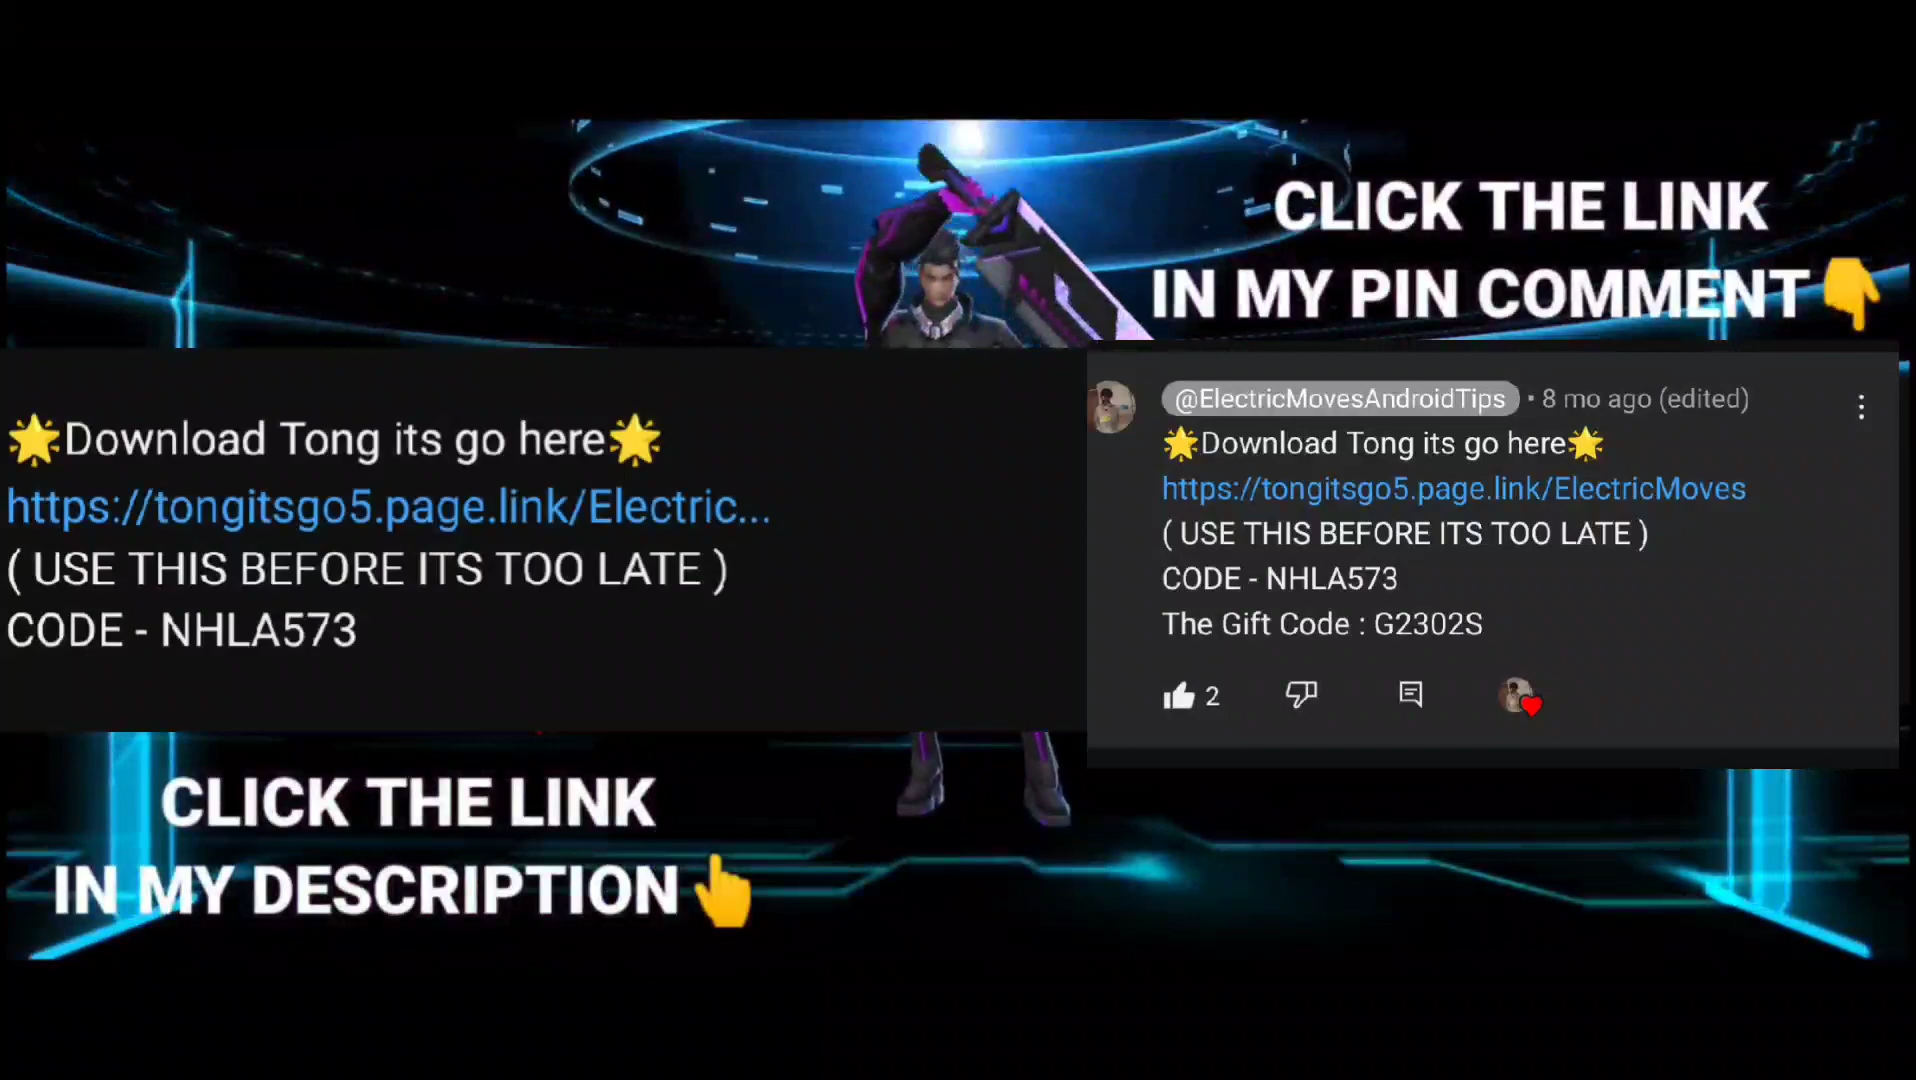 CLICK THE LINK
IN MY PIN COMMENT👇
🌟Download Tong its go here🌟
https://tongitsgo5.page.link/Electric...
( USE THIS BEFORE ITS TOO LATE )
CODE - NHLA573
@ElectricMovesAndroidTips • 8 mo ago (edited)
🌟Download Tong its go here🌟
https://tongitsgo5.page.link/ElectricMoves
( USE THIS BEFORE ITS TOO LATE )
CODE - NHLA573
The Gift Code : G2302S
2
CLICK THE LINK
IN MY DESCRIPTION👆